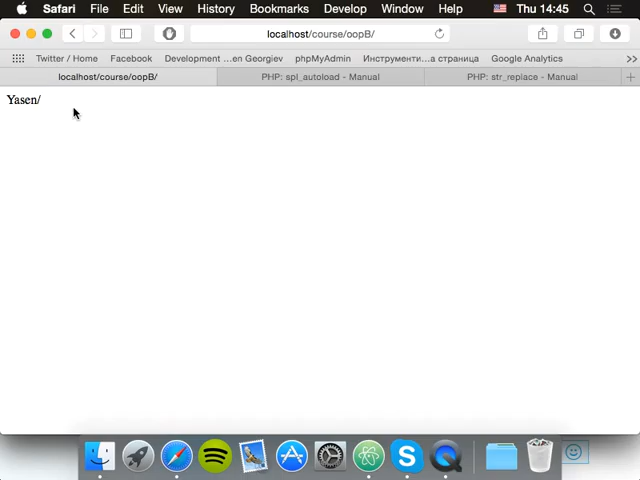 Safari File Edit View History Bookmarks Develop Window Help Thu 14:45
localhost/course/oopB/
Twitter / Home Facebook Development ...en Georgiev phpMyAdmin Инструменти...а страница Google Analytics
localhost/course/oopB/ PHP: spl_autoload - Manual PHP: str_replace - Manual
Yasen/